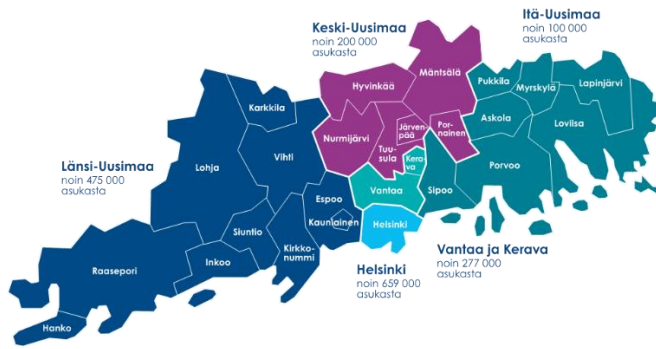 Keski-Uusimaa
noin 200 000
asukasta
Itä-Uusimaa
noin 100 000
asukasta
Mäntsälä
Hyvinkää
Pukkila
Myrskylä
Lapinjärvi
Karkkila
Askola
Loviisa
Nurmijärvi
Järven-
pää
Por-
nainen
Tuu-
sula
Kera-
va
Länsi-Uusimaa
noin 475 000
asukasta
Lohja
Vihti
Vantaa
Sipoo
Porvoo
Espoo
Kauniainen
Helsinki
Siuntio
Kirkko-
nummi
Inkoo
Raasepori
Hanko
Helsinki
noin 659 000
asukasta
Vantaa ja Kerava
noin 277 000
asukasta